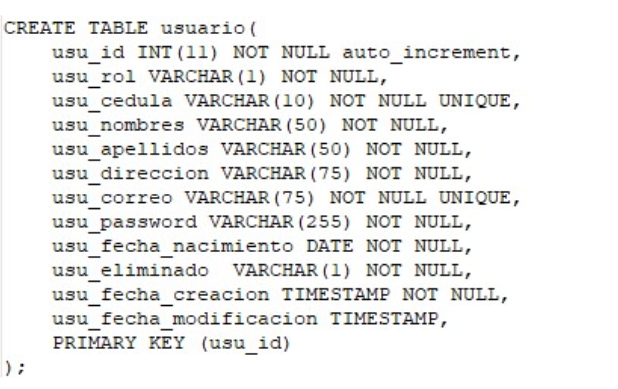 CREATE TABLE usuario(
    usu_id INT(11) NOT NULL auto_increment,
    usu_rol VARCHAR(1) NOT NULL,
    usu_cedula VARCHAR(10) NOT NULL UNIQUE,
    usu_nombres VARCHAR(50) NOT NULL,
    usu_apellidos VARCHAR(50) NOT NULL,
    usu_direccion VARCHAR(75) NOT NULL,
    usu_correo VARCHAR(75) NOT NULL UNIQUE,
    usu_password VARCHAR(255) NOT NULL,
    usu_fecha_nacimiento DATE NOT NULL,
    usu_eliminado  VARCHAR(1) NOT NULL,
    usu_fecha_creacion TIMESTAMP NOT NULL,
    usu_fecha_modificacion TIMESTAMP,
    PRIMARY KEY (usu_id)
);